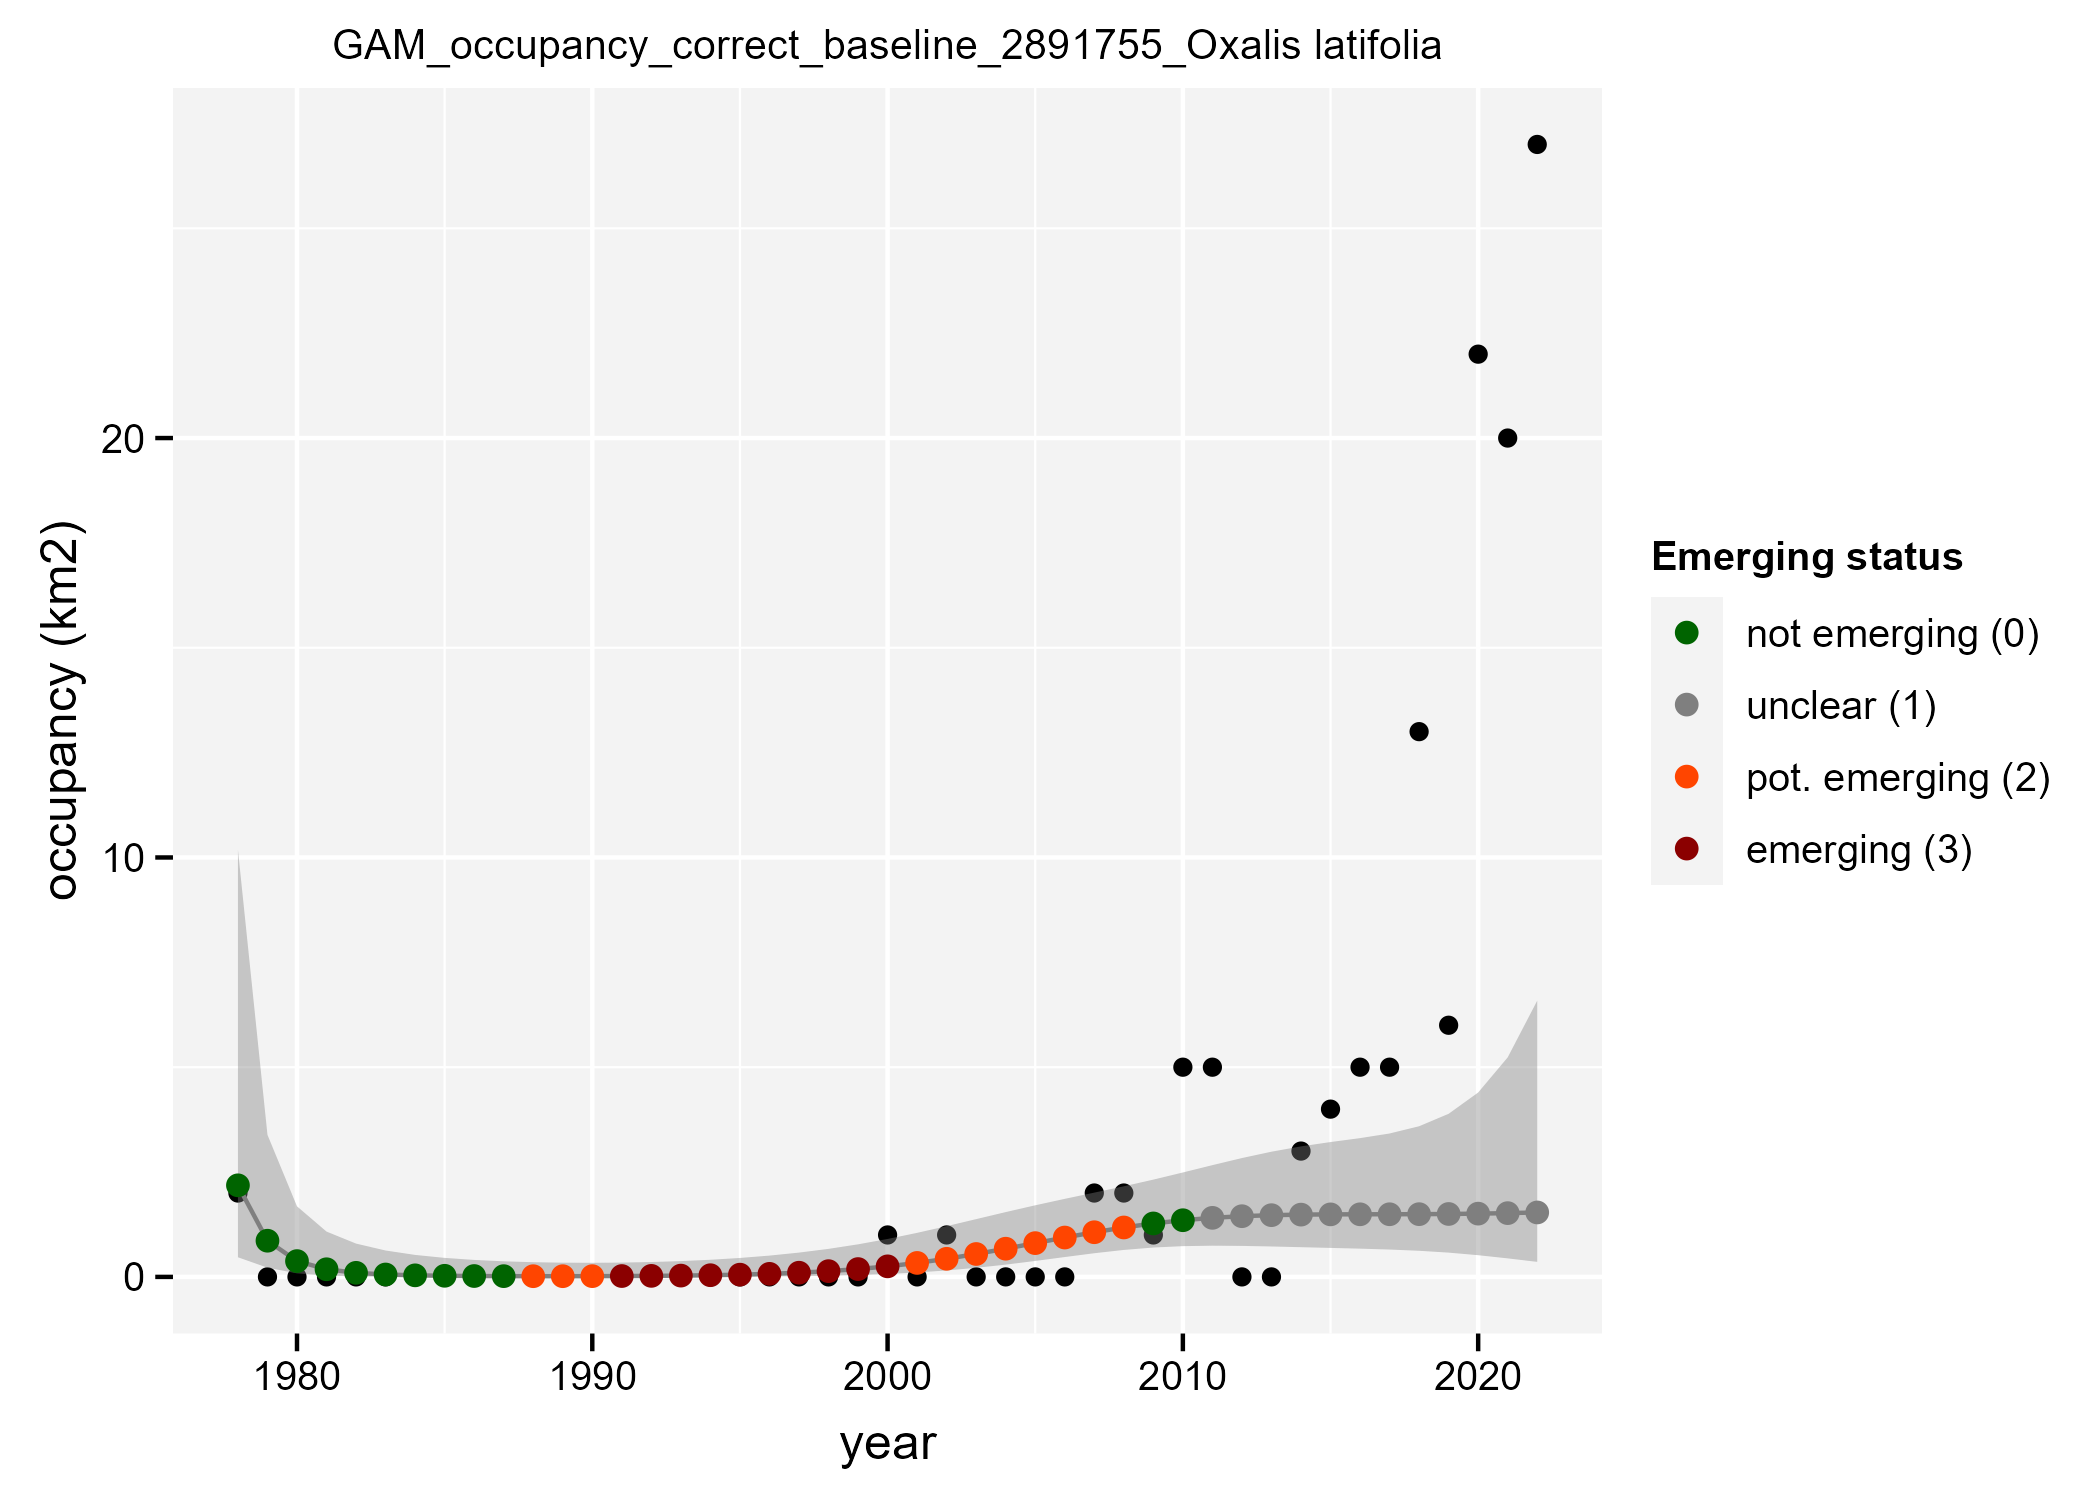 GAM_occupancy_correct_baseline_2891755_Oxalis latifolia
occupancy (km2)
20
10
0
1980
1990
2000
2010
2020
year
Emerging status
not emerging (0)
unclear (1)
pot. emerging (2)
emerging (3)